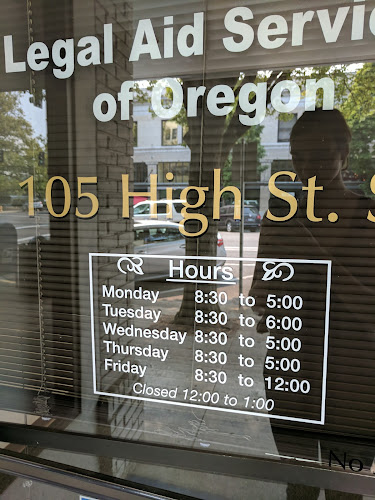 Legal Aid Servic
of Oregon
105 High St. S
Hours
Monday 8:30 to 5:00
Tuesday 8:30 to 6:00
Wednesday 8:30 to 5:00
Thursday 8:30 to 5:00
Friday 8:30 to 12:00
Closed 12:00 to 1:00
No